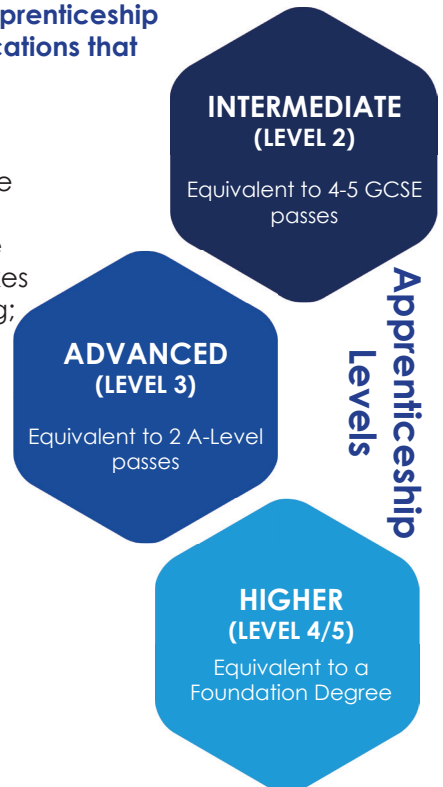 prenticeship
cations that
INTERMEDIATE
(LEVEL 2)
Equivalent to 4-5 GCSE
passes
e
g;
ADVANCED
(LEVEL 3)
Equivalent to 2 A-Level
passes
Apprenticeship
Levels
HIGHER
(LEVEL 4/5)
Equivalent to a
Foundation Degree